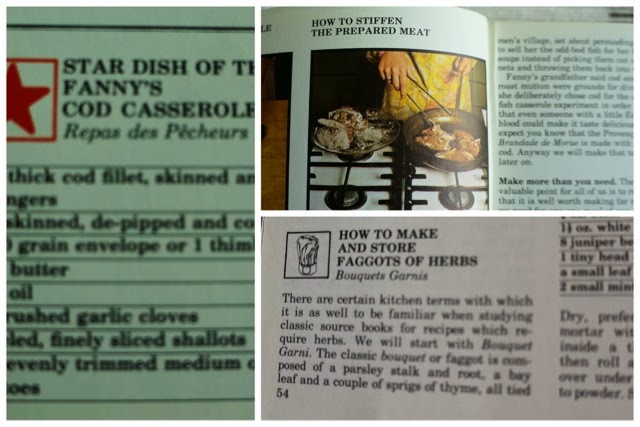 STAR DISH OF TH
FANNY'S
COD CASSEROLE
Repas des Pêcheurs
thick cod fillet, skinned an
ngers
skinned, de-pipped and co
grain envelope or 1 thim
butter
oil
rushed garlic cloves
led, finely sliced shallots
evenly trimmed medium
oes
LE
HOW TO STIFFEN
THE PREPARED MEAT
men's village, set about persuading
to sell her the odd-bod fish for her
soups instead of picking them out
nets and throwing them back into
Fanny's grandfather said cod an
roast mutton were grounds for dive
she deliberately chose cod for the
fish casserole experiment in order
that even someone with a little Es
blood could make it taste delicious
expect you know that the Proven
Brandade de Morue is made with
cod. Anyway we will make that t
later on.
Make more than you need. The
valuable point for all of us is to
that it is well worth making far
HOW TO MAKE
AND STORE
FAGGOTS OF HERBS
Bouquets Garnis
There are certain kitchen terms with which
it is as well to be familiar when studying
classic source books for recipes which re-
quire herbs. We will start with Bouquet
Garni. The classic bouquet or faggot is com-
posed of a parsley stalk and root, a bay
leaf and a couple of sprigs of thyme, all tied
54
1½ oz. white
8 juniper be
1 tiny head
a small leaf
2 small min
Dry, prefer
mortar wi
inside a t
then roll
over under
to powder. S